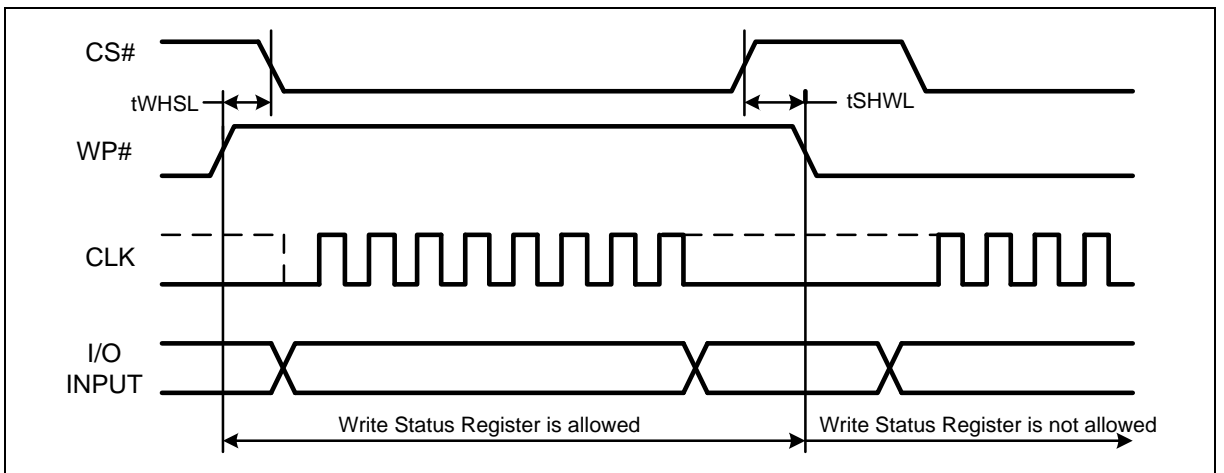 CS#
tWHSL
tSHWL
WP#
CLK
I/O
INPUT
Write Status Register is allowed
Write Status Register is not allowed